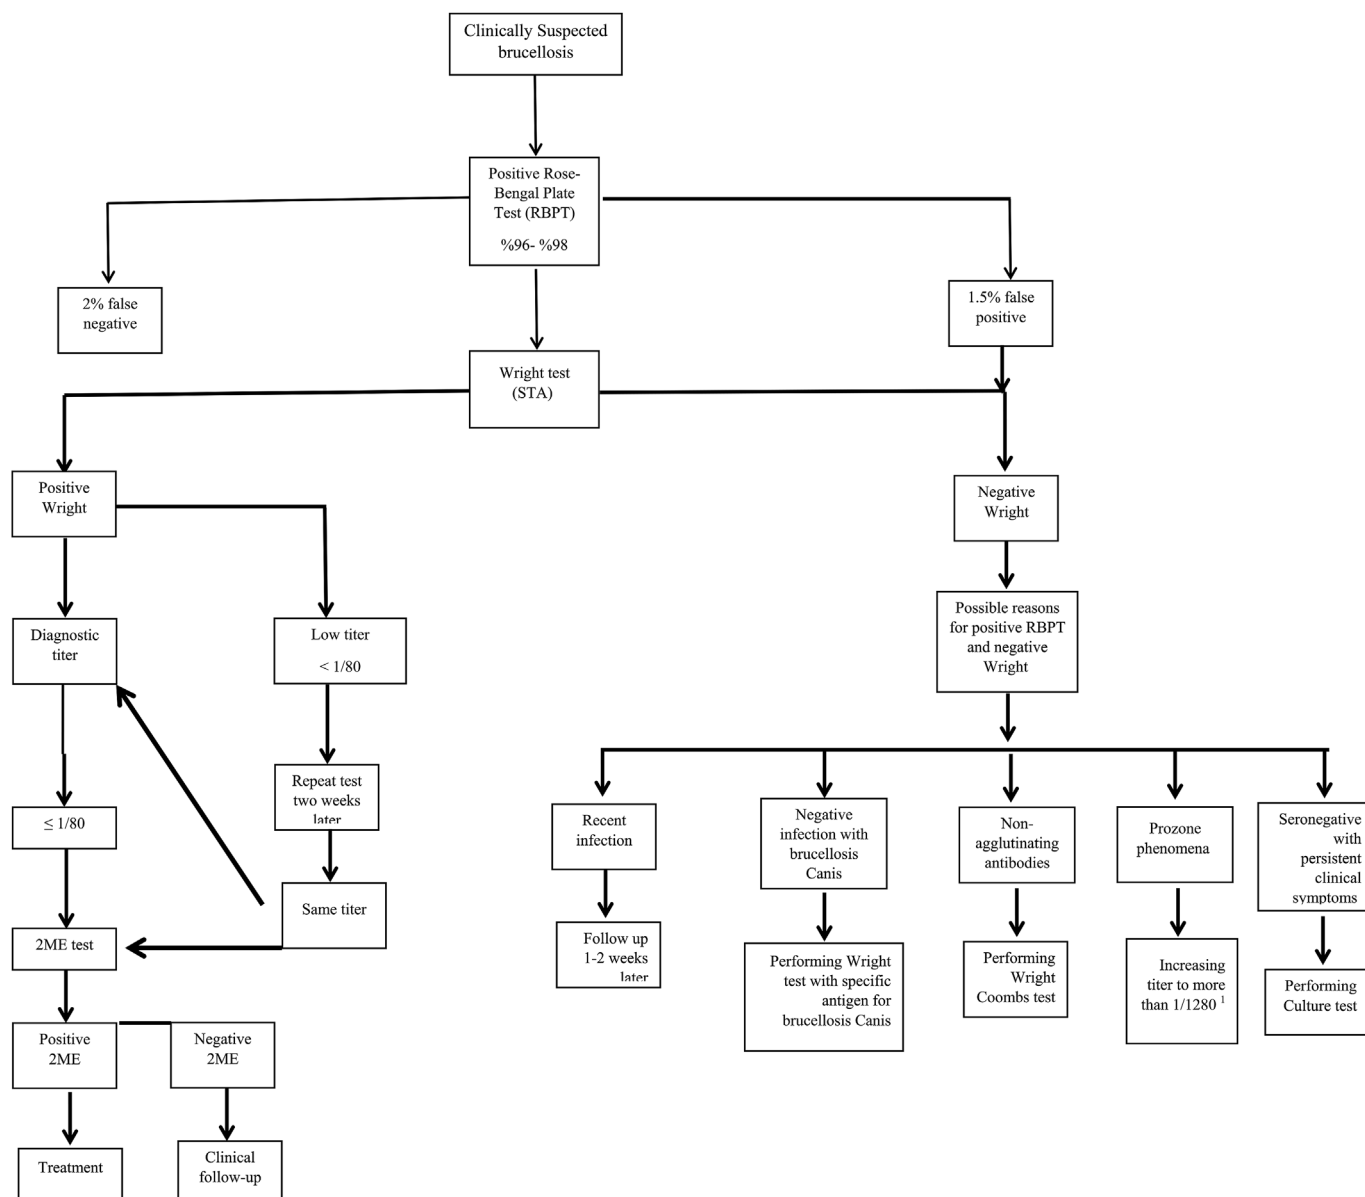 Clinically Suspected
brucellosis
Positive Rose-
Bengal Plate
Test (RBPT)
%96- %98
2% false
negative
1.5% false
positive
Wright test
(STA)
Positive
Wright
Negative
Wright
Diagnostic
titer
Low titer
< 1/80
Possible reasons
for positive RBPT
and negative
Wright
≤ 1/80
Repeat test
two weeks
later
Same titer
2ME test
Positive
2ME
Negative
2ME
Treatment
Clinical
follow-up
Recent
infection
Negative
infection with
brucellosis
Canis
Non-
agglutinating
antibodies
Prozone
phenomena
Seronegative
with
persistent
clinical
symptoms
Follow up
1-2 weeks
later
Performing Wright
test with specific
antigen for
brucellosis Canis
Performing
Wright
Coombs test
Increasing
titer to more
than 1/1280 1
Performing
Culture test